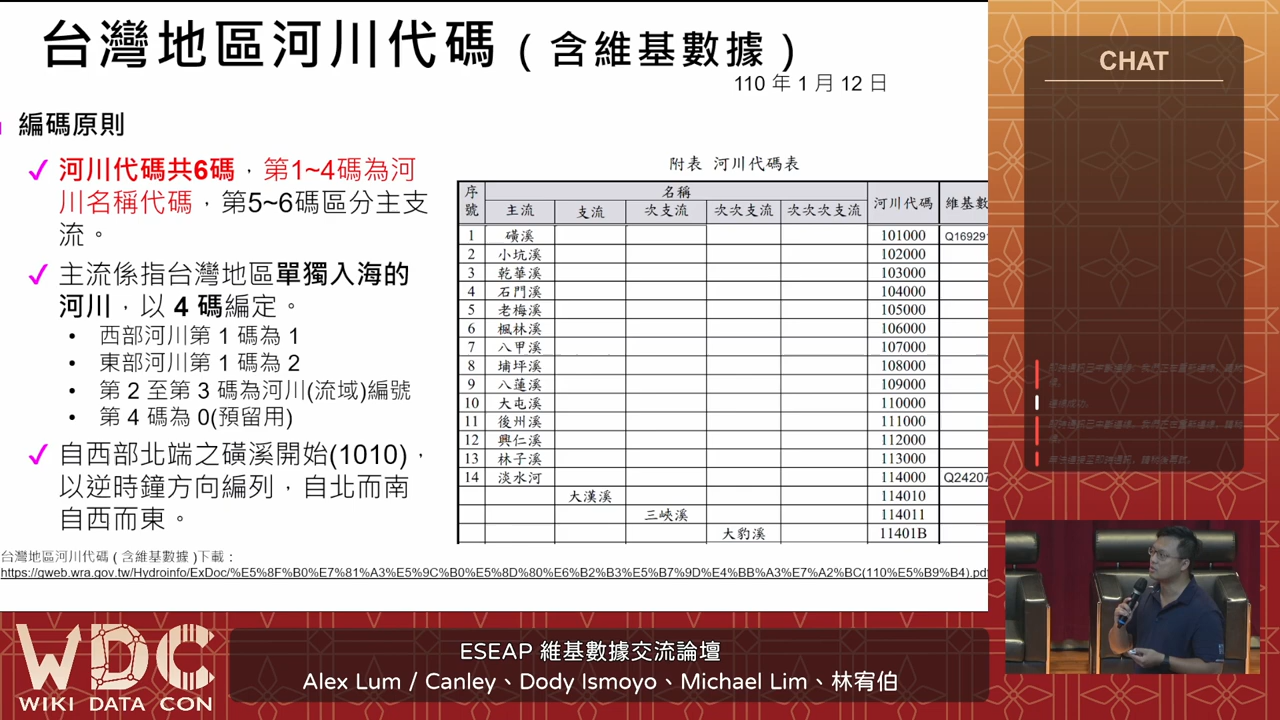 台灣地區河川代碼(含維基數據)
110 年 1 月 12 日
編碼原則
河川代碼共6碼，第1~4碼為河
川名稱代碼，第5~6碼區分主支
流。
主流係指台灣地區單獨入海的
河川，以 4 碼編定。
• 西部河川第 1 碼為 1
• 東部河川第 1 碼為 2
• 第 2 至第 3 碼為河川(流域)編號
• 第 4 碼為 0(預留用)
自西部北端之磺溪開始(1010)，
以逆時鐘方向編列，自北而南
自西而東。
附表 河川代碼表
序號 名稱 河川代碼 維基數
主流 支流 次支流 次次支流 次次次支流
1 磺溪 101000 Q16929
2 小坑溪 102000
3 乾華溪 103000
4 石門溪 104000
5 老梅溪 105000
6 楓林溪 106000
7 八甲溪 107000
8 埔坪溪 108000
9 八蓮溪 109000
10 大屯溪 110000
11 後州溪 111000
12 興仁溪 112000
13 林子溪 113000
14 淡水河 114000 Q24207
大漢溪 114010
三峽溪 114011
大豹溪 11401B
台灣地區河川代碼 ( 含維基數據 )下載：
https://gweb.wra.gov.tw/Hydroinfo/ExDoc/%E5%8F%B0%E7%81%A3%E5%9C%B0%E5%8D%80%E6%B2%B3%E5%B7%9D%E4%BB%A3%E7%A2%BC(110%E5%B9%B4).pd
CHAT
連線成功。
WDC
WIKI DATA CON
ESEAP 維基數據交流論壇
Alex Lum / Canley、Dody Ismoyo、Michael Lim、林宥伯